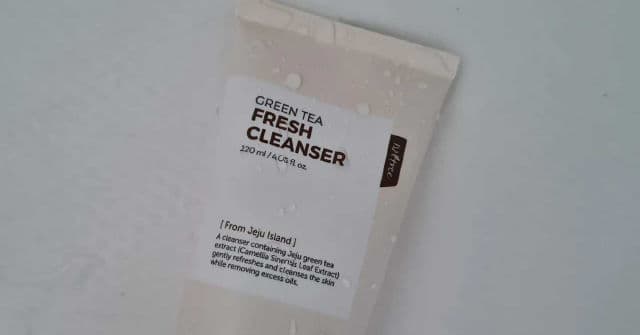 GREEN TEA
FRESH
CLEANSER
120 ml / 4.05 fl. oz.
[ From Jeju Island ]
A cleanser containing Jeju green tea
extract (Camellia Sinensis Leaf Extract)
gently refreshes and cleanses the skin
while removing excess oils.